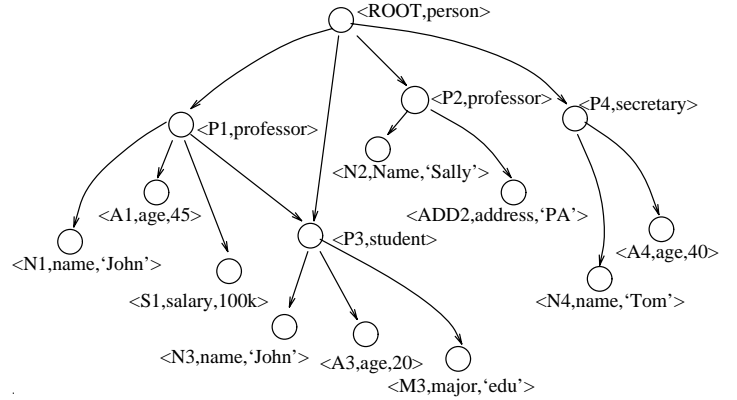 <ROOT,person>
<P2,professor>
<P4,secretary>
<P1,professor>
<N2,Name,‘Sally’>
<A1,age,45>
<ADD2,address,‘PA’>
<P3,student>
<A4,age,40>
<N1,name,‘John’>
<S1,salary,100k>
<N4,name,‘Tom’>
<N3,name,‘John’>
<A3,age,20>
<M3,major,‘edu’>